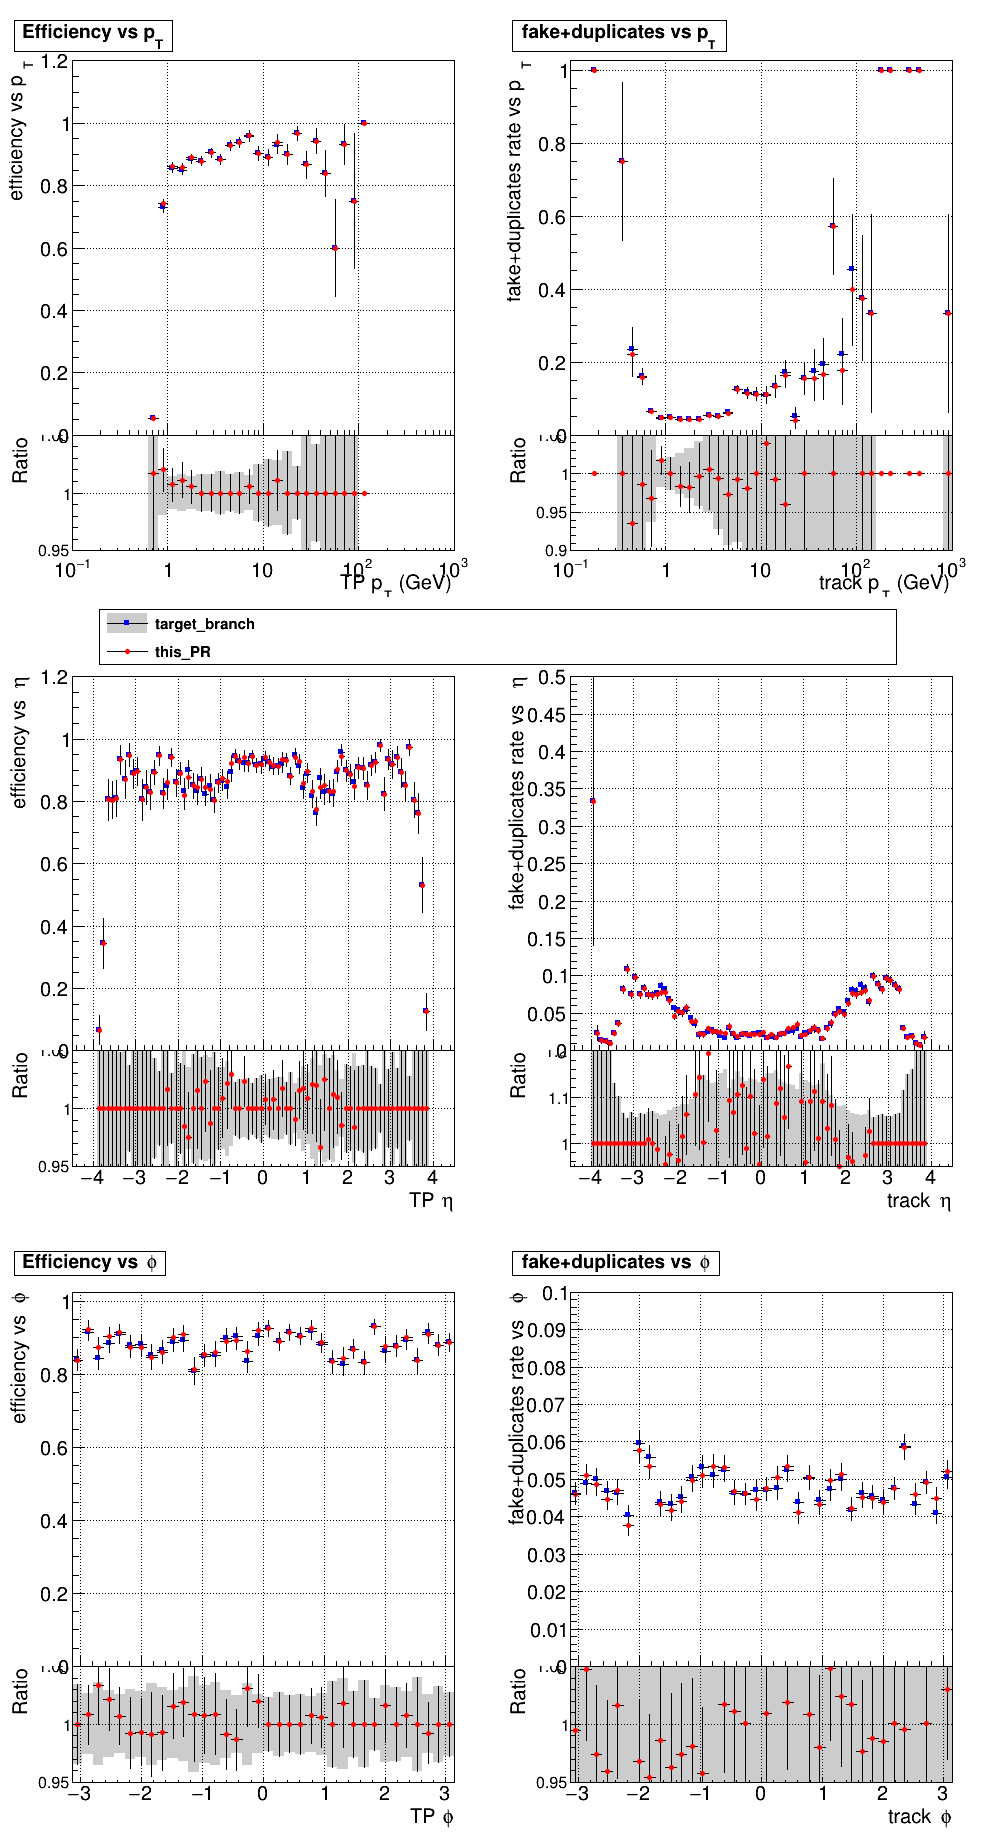 Efficiency vs p_T
fake+duplicates vs p_T
efficiency vs p_T
1.2
1
0.8
0.6
0.4
0.2
0
Ratio
1
0.95
10^-1 1 10 10^2 10^3
TP p_T (GeV)
fake+duplicates rate vs p_T
1
0.8
0.6
0.4
0.2
Ratio
1
0.95
0.9
10^-1 1 10 10^2 10^3
track p_T (GeV)
target_branch
this_PR
efficiency vs η
1.2
1
0.8
0.6
0.4
0.2
0
Ratio
1
0.95
−4 −3 −2 −1 0 1 2 3 4
TP η
fake+duplicates rate vs η
0.5
0.45
0.4
0.35
0.3
0.25
0.2
0.15
0.1
0.05
Ratio
1.1
1
−4 −3 −2 −1 0 1 2 3 4
track η
Efficiency vs ϕ
fake+duplicates vs ϕ
efficiency vs ϕ
1
0.8
0.6
0.4
0.2
0
Ratio
1
0.95
−3 −2 −1 0 1 2 3
TP ϕ
fake+duplicates rate vs ϕ
0.1
0.09
0.08
0.07
0.06
0.05
0.04
0.03
0.02
0.01
Ratio
1
0.95
−3 −2 −1 0 1 2 3
track ϕ